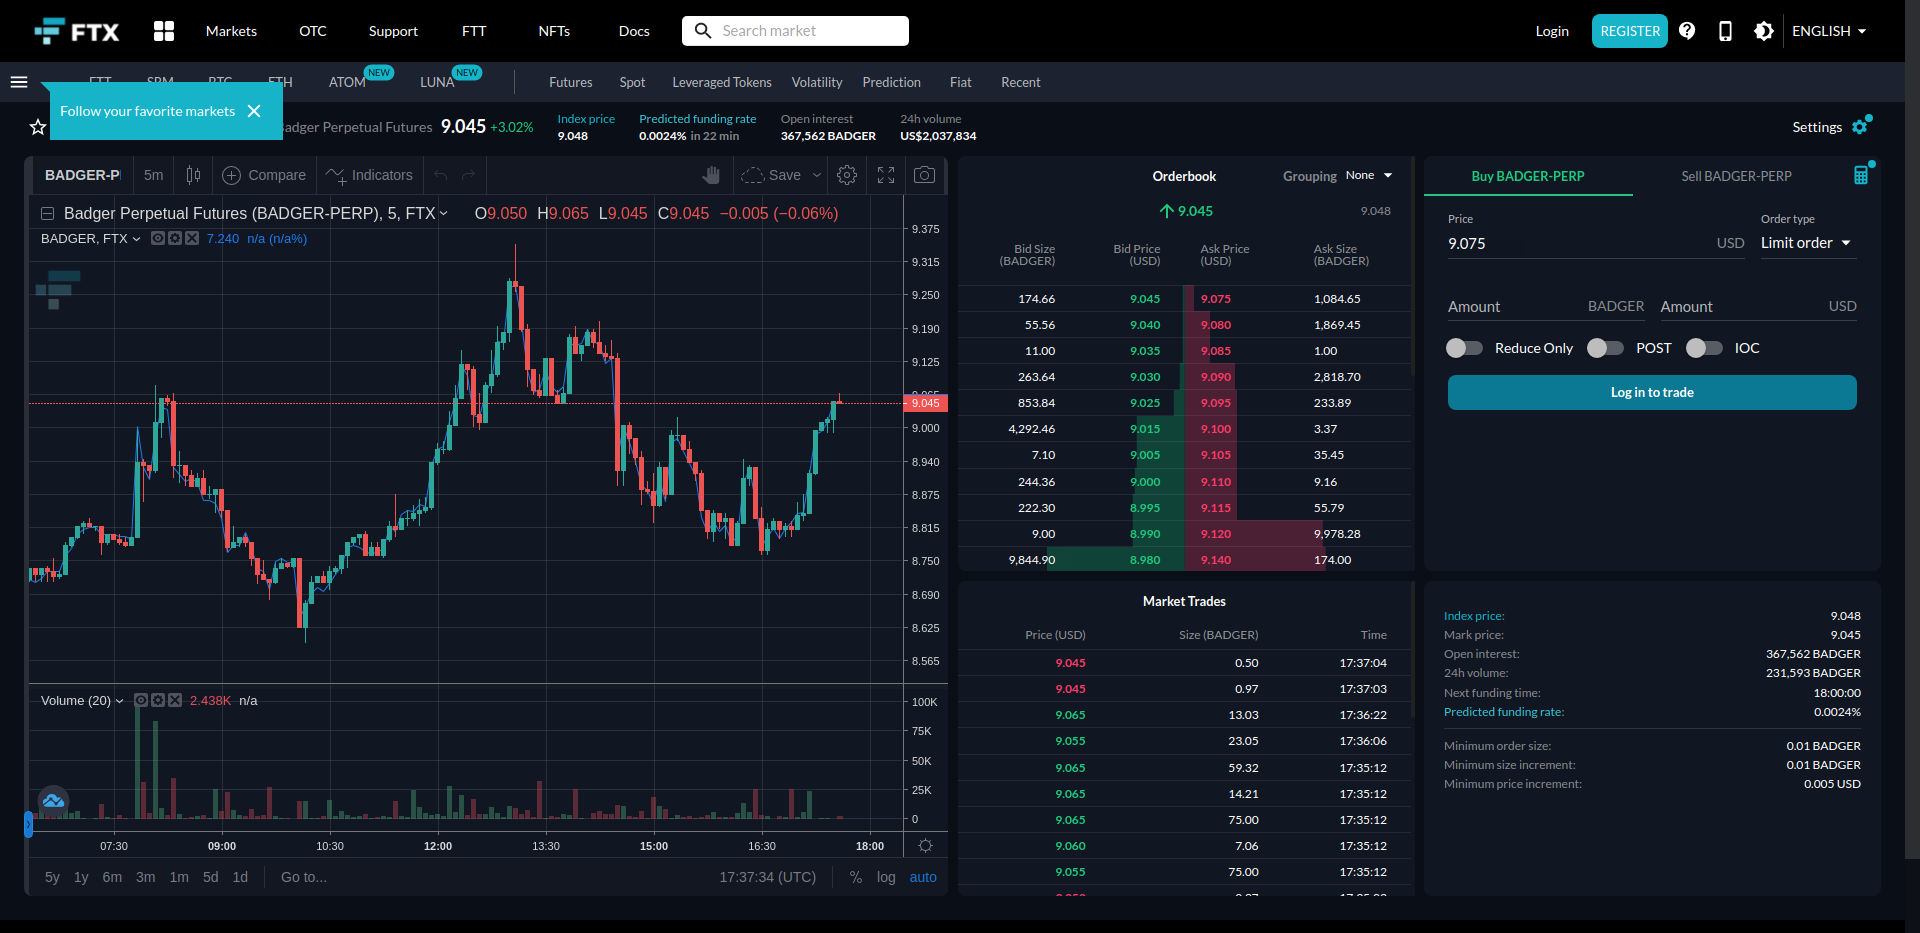 FTX
Markets
OTC
Support
FTT
NFTs
Docs
Search market
Login
REGISTER
ENGLISH
ATOM NEW
LUNA NEW
Futures
Spot
Leveraged Tokens
Volatility
Prediction
Fiat
Recent
Follow your favorite markets
Perpetual Futures
9.045 +3.02%
Index price
9.048
Predicted funding rate
0.0024% in 22 min
Open interest
367,562 BADGER
24h volume
US$2,037,834
Settings
BADGER-P
5m
Compare
Indicators
Save
Badger Perpetual Futures (BADGER-PERP), 5, FTX
O9.050 H9.065 L9.045 C9.045 −0.005 (−0.06%)
BADGER, FTX
7.240 n/a (n/a%)
9.375
9.315
9.250
9.190
9.125
9.045
9.000
8.940
8.875
8.815
8.750
8.690
8.625
8.565
Volume (20)
2.438K n/a
100K
75K
50K
25K
0
07:30 09:00 10:30 12:00 13:30 15:00 16:30 18:00
5y 1y 6m 3m 1m 5d 1d Go to...
17:37:34 (UTC) % log auto
Orderbook
Grouping None
9.045 9.048
Bid Size (BADGER) Bid Price (USD) Ask Price (USD) Ask Size (BADGER)
174.66 9.045 9.075 1,084.65
55.56 9.040 9.080 1,869.45
11.00 9.035 9.085 1.00
263.64 9.030 9.090 2,818.70
853.84 9.025 9.095 233.89
4,292.46 9.015 9.100 3.37
7.10 9.005 9.105 35.45
244.36 9.000 9.110 9.16
222.30 8.995 9.115 55.79
9.00 8.990 9.120 9,978.28
9,844.90 8.980 9.140 174.00
Market Trades
Price (USD) Size (BADGER) Time
9.045 0.50 17:37:04
9.045 0.97 17:37:03
9.065 13.03 17:36:22
9.055 23.05 17:36:06
9.065 59.32 17:35:12
9.065 14.21 17:35:12
9.065 75.00 17:35:12
9.060 7.06 17:35:12
9.055 75.00 17:35:12
Buy BADGER-PERP
Sell BADGER-PERP
Price
9.075 USD
Order type
Limit order
Amount BADGER
Amount USD
Reduce Only
POST
IOC
Log in to trade
Index price: 9.048
Mark price: 9.045
Open interest: 367,562 BADGER
24h volume: 231,593 BADGER
Next funding time: 18:00:00
Predicted funding rate: 0.0024%
Minimum order size: 0.01 BADGER
Minimum size increment: 0.01 BADGER
Minimum price increment: 0.005 USD